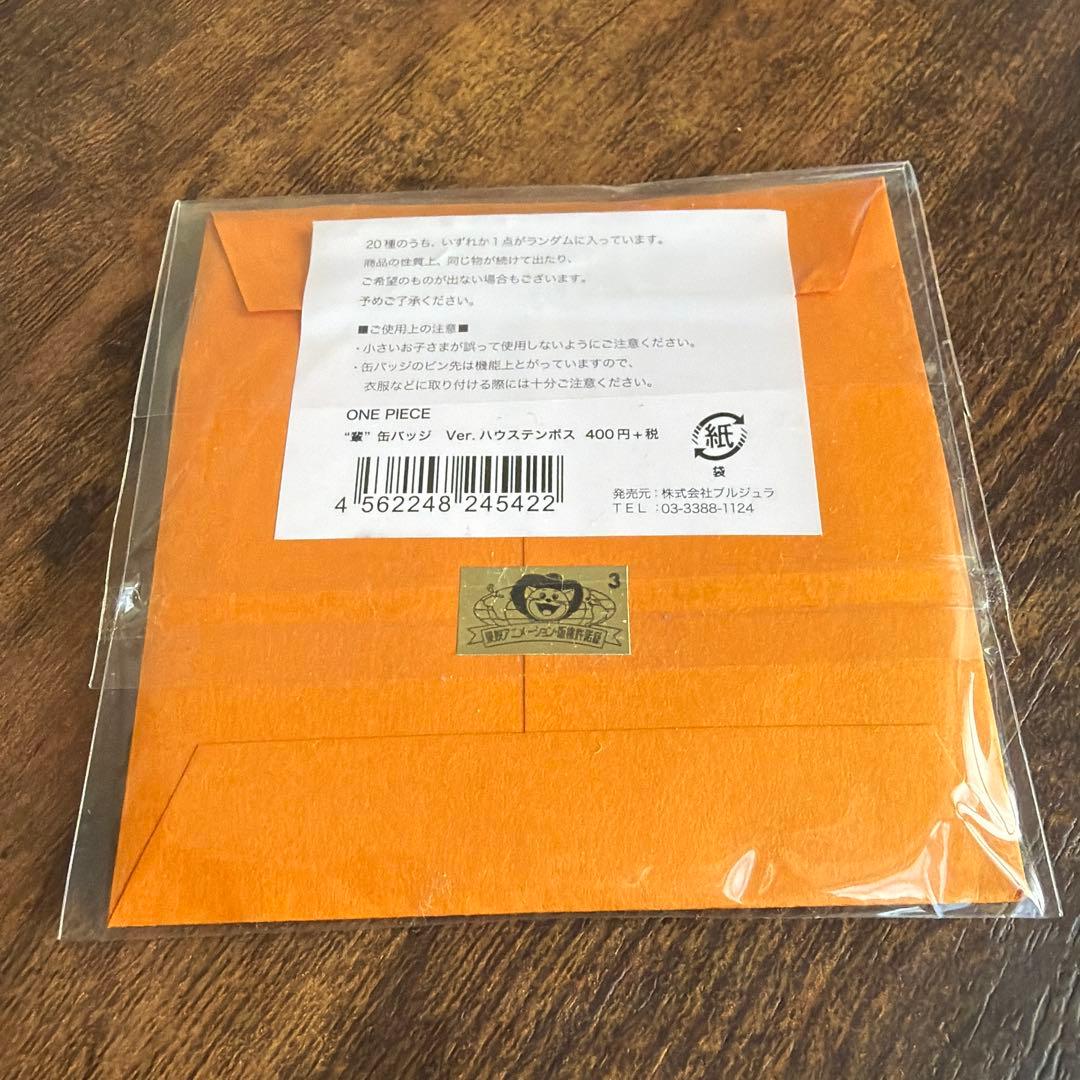 20種のうち、いずれか1点がランダムに入っています。
商品の性質上、同じ物が続けて出たり、
ご希望のものが出ない場合もございます。
予めご了承ください。
■ご使用上の注意■
・小さいお子さまが誤って使用しないようにご注意ください。
・缶バッジのピン先は機能上とがっていますので、
衣服などに取り付ける際には十分ご注意ください。
ONE PIECE
“輩” 缶バッジ Ver.ハウステンボス 400円+税
紙
袋
4 562248 245422
発売元:株式会社ブルジュラ
TEL :03-3388-1124
3
東映アニメーション・版権許諾証